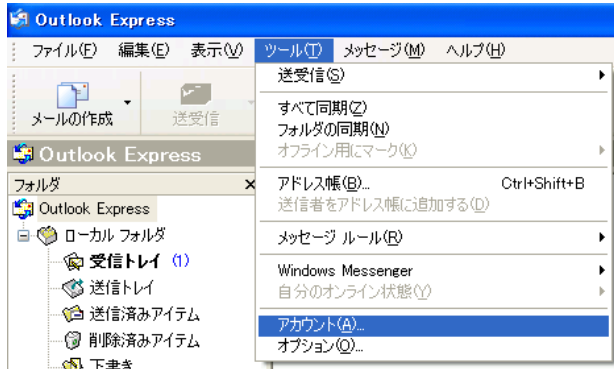 Outlook Express
ファイル(F) 編集(E) 表示(V) ツール(T) メッセージ(M) ヘルプ(H)
メールの作成 送受信
Outlook Express
フォルダ ×
Outlook Express
ローカル フォルダ
受信トレイ (1)
送信トレイ
送信済みアイテム
削除済みアイテム
下書き
送受信(S)
すべて同期(Z)
フォルダの同期(N)
オフライン用にマーク(K)
アドレス帳(B)... Ctrl+Shift+B
送信者をアドレス帳に追加する(D)
メッセージ ルール(R)
Windows Messenger
自分のオンライン状態(Y)
アカウント(A)...
オプション(O)...